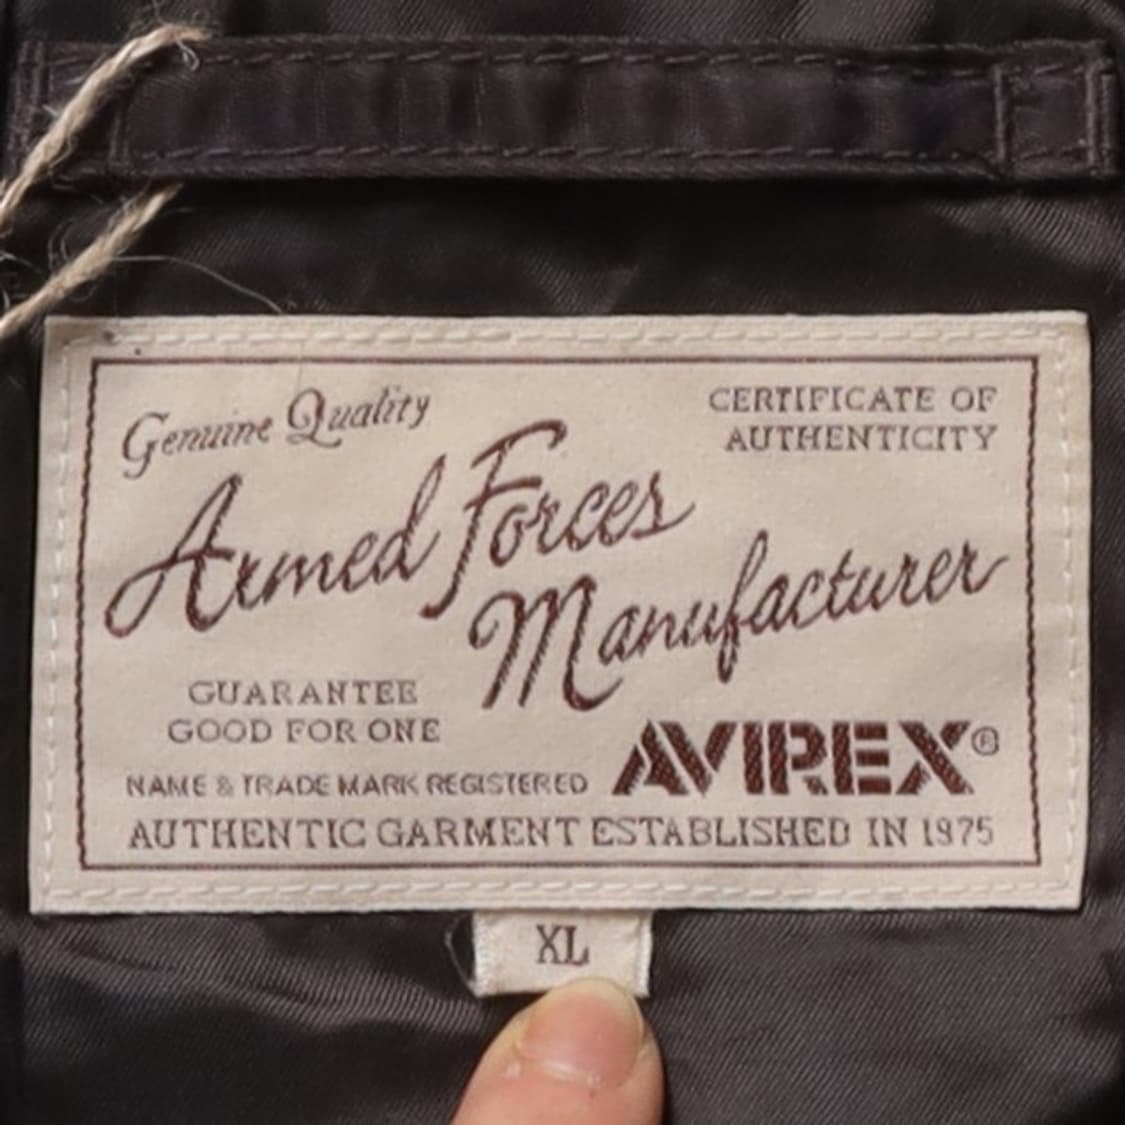 Genuine Quality
CERTIFICATE OF
AUTHENTICITY
Armed Forces
Manufacturer
GUARANTEE
GOOD FOR ONE
AVIREX®
NAME & TRADE MARK REGISTERED
AUTHENTIC GARMENT ESTABLISHED IN 1975
XL